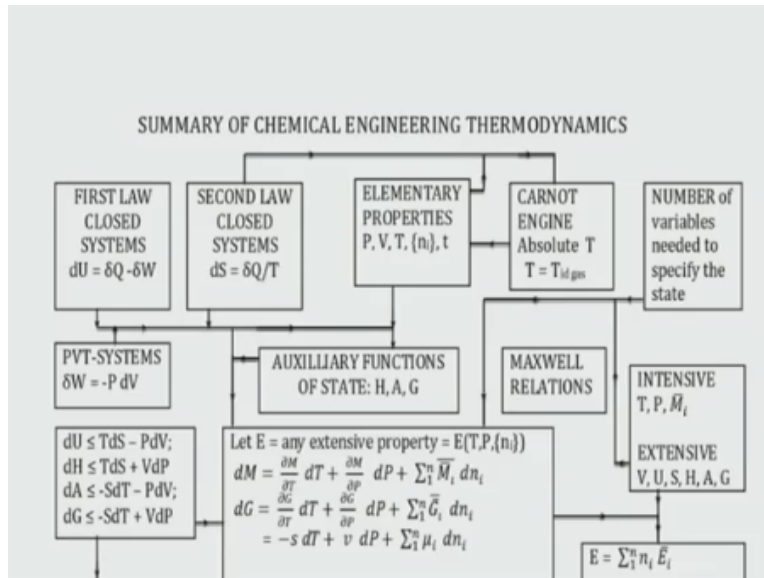 SUMMARY OF CHEMICAL ENGINEERING THERMODYNAMICS
FIRST LAW
CLOSED
SYSTEMS
dU = δQ -δW
SECOND LAW
CLOSED
SYSTEMS
dS = δQ/T
ELEMENTARY
PROPERTIES
P, V, T, {nᵢ}, t
CARNOT
ENGINE
Absolute T
T = T_id gas
NUMBER of
variables
needed to
specify the
state
PVT-SYSTEMS
δW = -P dV
AUXILLIARY FUNCTIONS
OF STATE: H, A, G
MAXWELL
RELATIONS
INTENSIVE
T, P, M̄ᵢ
EXTENSIVE
V, U, S, H, A, G
dU ≤ TdS – PdV;
dH ≤ TdS + VdP
dA ≤ -SdT – PdV;
dG ≤ -SdT + VdP
Let E = any extensive property = E(T,P,{nᵢ})
dM = ∂M/∂T dT + ∂M/∂P dP + ∑₁ⁿ M̄ᵢ dnᵢ
dG = ∂G/∂T dT + ∂G/∂P dP + ∑₁ⁿ Ḡᵢ dnᵢ
= −s dT + v dP + ∑₁ⁿ μᵢ dnᵢ
E = ∑₁ⁿ nᵢ Ēᵢ